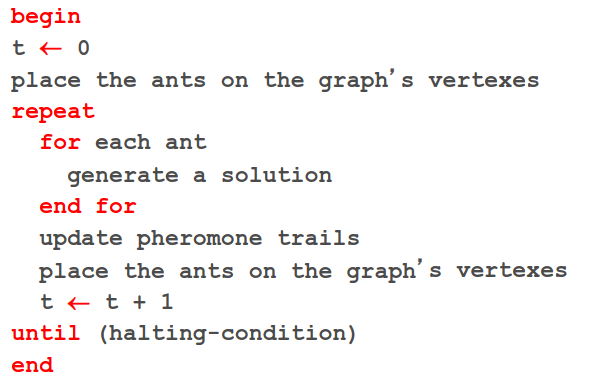 begin
t ← 0
place the ants on the graph's vertexes
repeat
for each ant
generate a solution
end for
update pheromone trails
place the ants on the graph's vertexes
t ← t + 1
until (halting-condition)
end